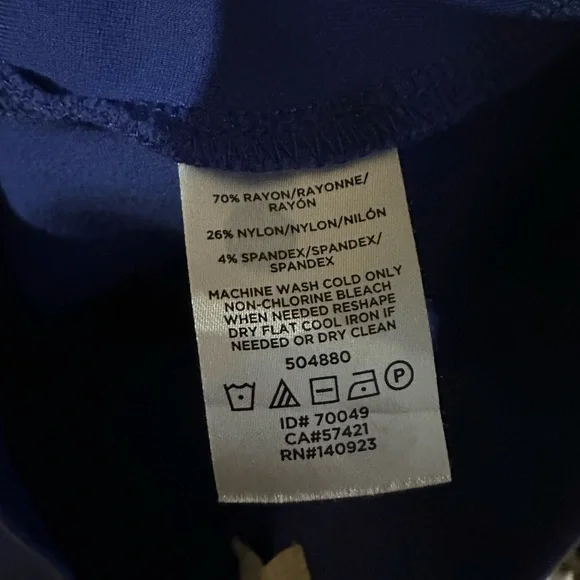 70% RAYON/RAYONNE/
RAYÓN
26% NYLON/NYLON/NILÓN
4% SPANDEX/SPANDEX/
SPANDEX
MACHINE WASH COLD ONLY
NON-CHLORINE BLEACH
WHEN NEEDED RESHAPE
DRY FLAT COOL IRON IF
NEEDED OR DRY CLEAN
504880
P
ID# 70049
CA#57421
RN#140923